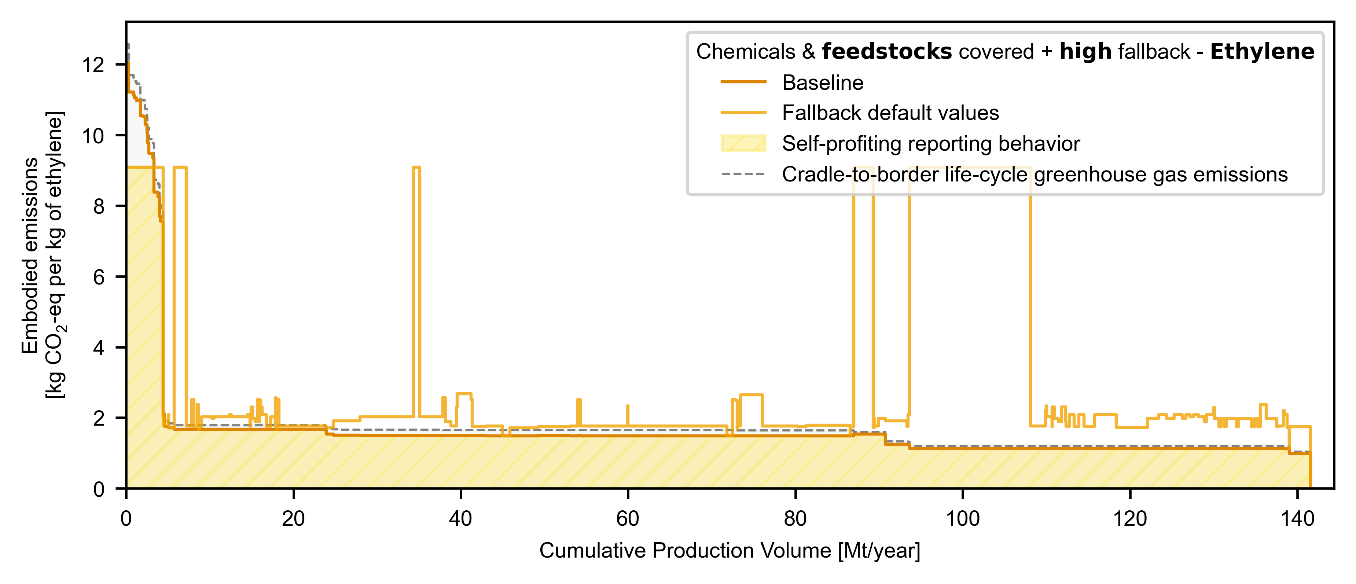 Chemicals & feedstocks covered + high fallback - Ethylene
Baseline
Fallback default values
Self-profiting reporting behavior
Cradle-to-border life-cycle greenhouse gas emissions
Embodied emissions
[kg CO₂-eq per kg of ethylene]
12
10
8
6
4
2
0
0 20 40 60 80 100 120 140
Cumulative Production Volume [Mt/year]